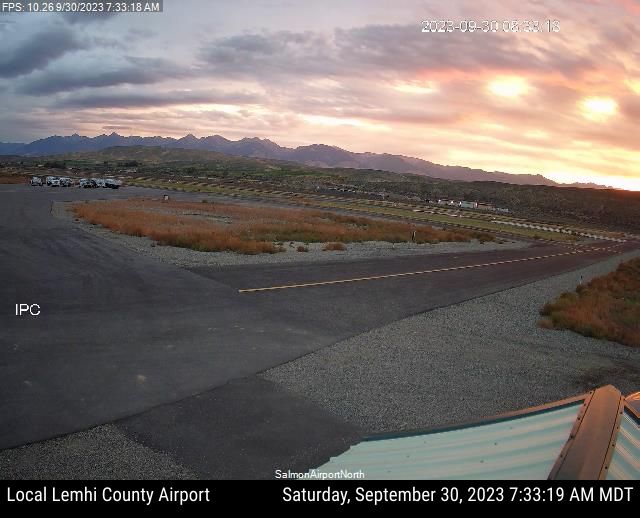 FPS: 10.26 9/30/2023 7:33:18 AM
2023-09-30 06:33:18
IPC
SalmonAirportNorth
Local Lemhi County Airport Saturday, September 30, 2023 7:33:19 AM MDT